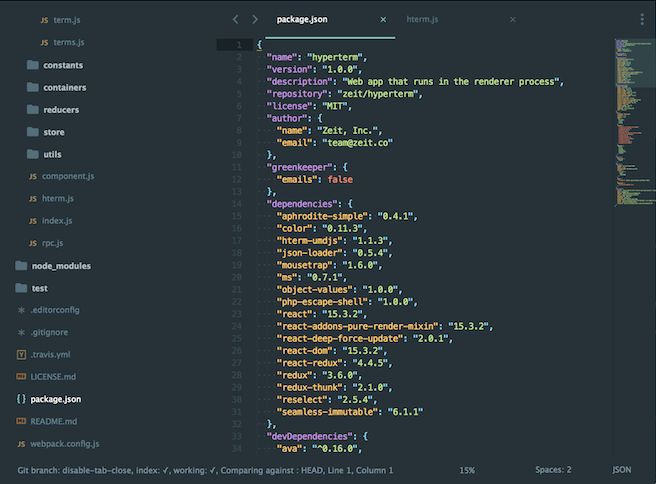 term.js
terms.js
constants
containers
reducers
store
utils
component.js
hterm.js
index.js
rpc.js
node_modules
test
.editorconfig
.gitignore
.travis.yml
LICENSE.md
package.json
README.md
webpack.config.js
package.json × hterm.js ×
1 {
2 "name": "hyperterm",
3 "version": "1.0.0",
4 "description": "Web app that runs in the renderer process",
5 "repository": "zeit/hyperterm",
6 "license": "MIT",
7 "author": {
8 "name": "Zeit, Inc.",
9 "email": "team@zeit.co"
10 },
11 "greenkeeper": {
12 "emails": false
13 },
14 "dependencies": {
15 "aphrodite-simple": "0.4.1",
16 "color": "0.11.3",
17 "hterm-umdjs": "1.1.3",
18 "json-loader": "0.5.4",
19 "mousetrap": "1.6.0",
20 "ms": "0.7.1",
21 "object-values": "1.0.0",
22 "php-escape-shell": "1.0.0",
23 "react": "15.3.2",
24 "react-addons-pure-render-mixin": "15.3.2",
25 "react-deep-force-update": "2.0.1",
26 "react-dom": "15.3.2",
27 "react-redux": "4.4.5",
28 "redux": "3.6.0",
29 "redux-thunk": "2.1.0",
30 "reselect": "2.5.4",
31 "seamless-immutable": "6.1.1"
32 },
33 "devDependencies": {
34 "ava": "^0.16.0",
Git branch: disable-tab-close, index: ✓, working: ✓, Comparing against : HEAD, Line 1, Column 1 15% Spaces: 2 JSON